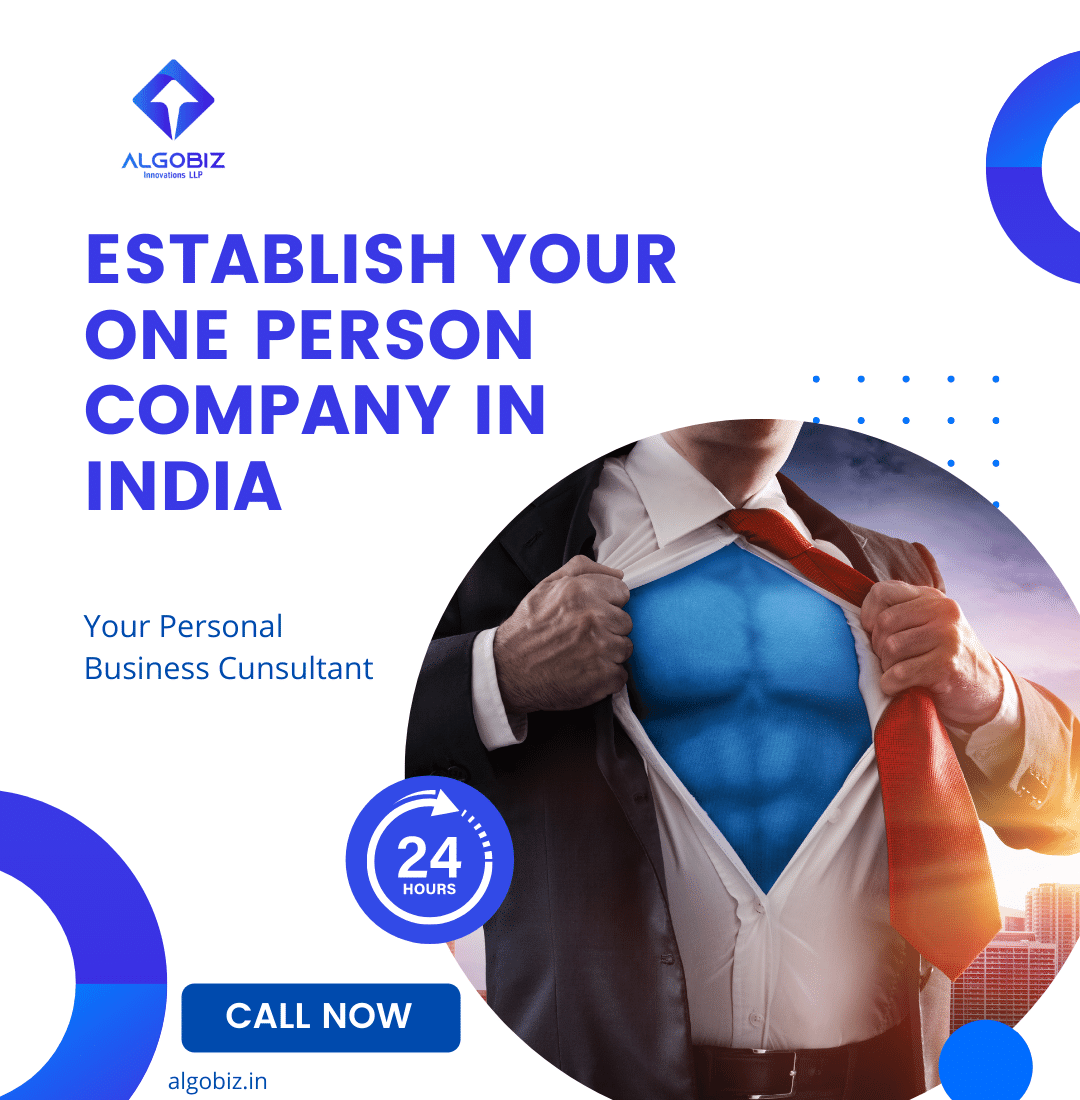 ALGOBIZ
Innovations LLP
ESTABLISH YOUR
ONE PERSON
COMPANY IN
INDIA
Your Personal
Business Cunsultant
24
HOURS
CALL NOW
algobiz.in